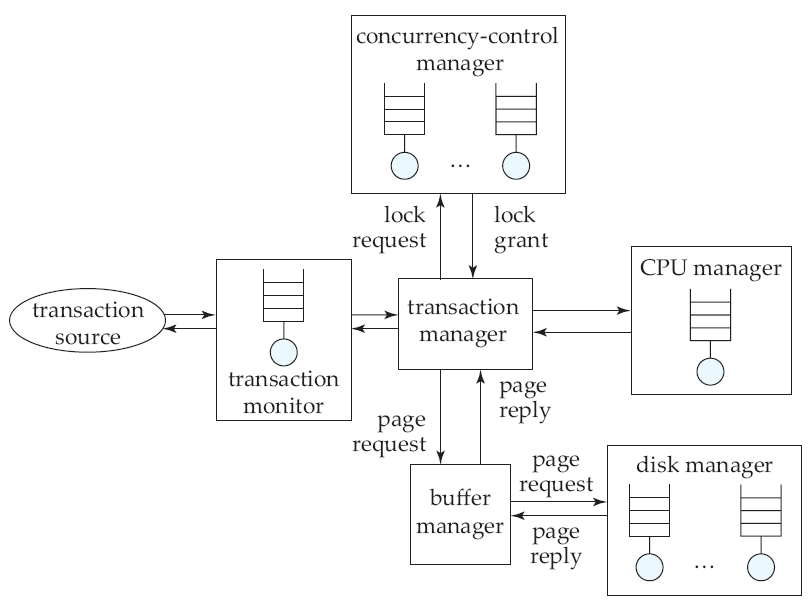 concurrency-control
manager
...
lock
request
lock
grant
transaction
source
transaction
monitor
transaction
manager
CPU manager
page
request
page
reply
buffer
manager
page
request
page
reply
disk manager
...